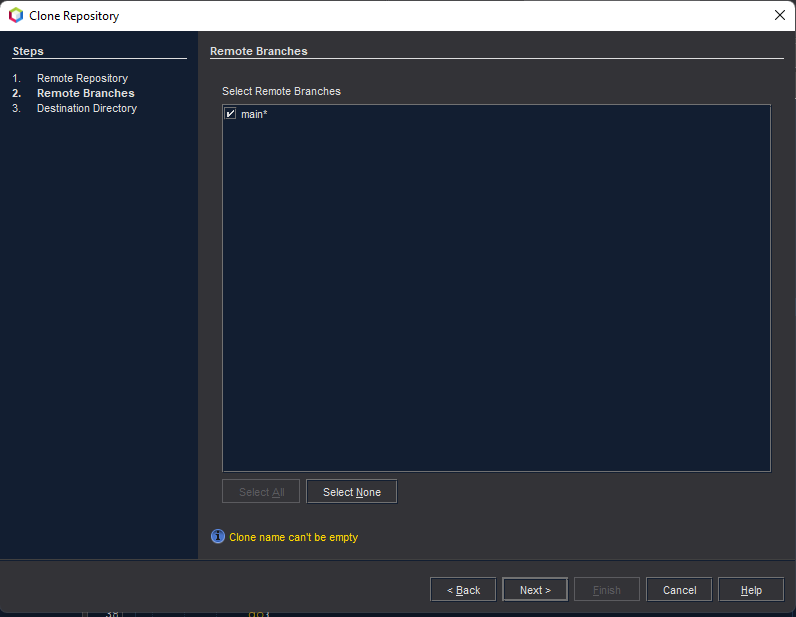 Clone Repository
Steps
1. Remote Repository
2. Remote Branches
3. Destination Directory
Remote Branches
Select Remote Branches
main*
Select All
Select None
Clone name can't be empty
< Back
Next >
Finish
Cancel
Help
38